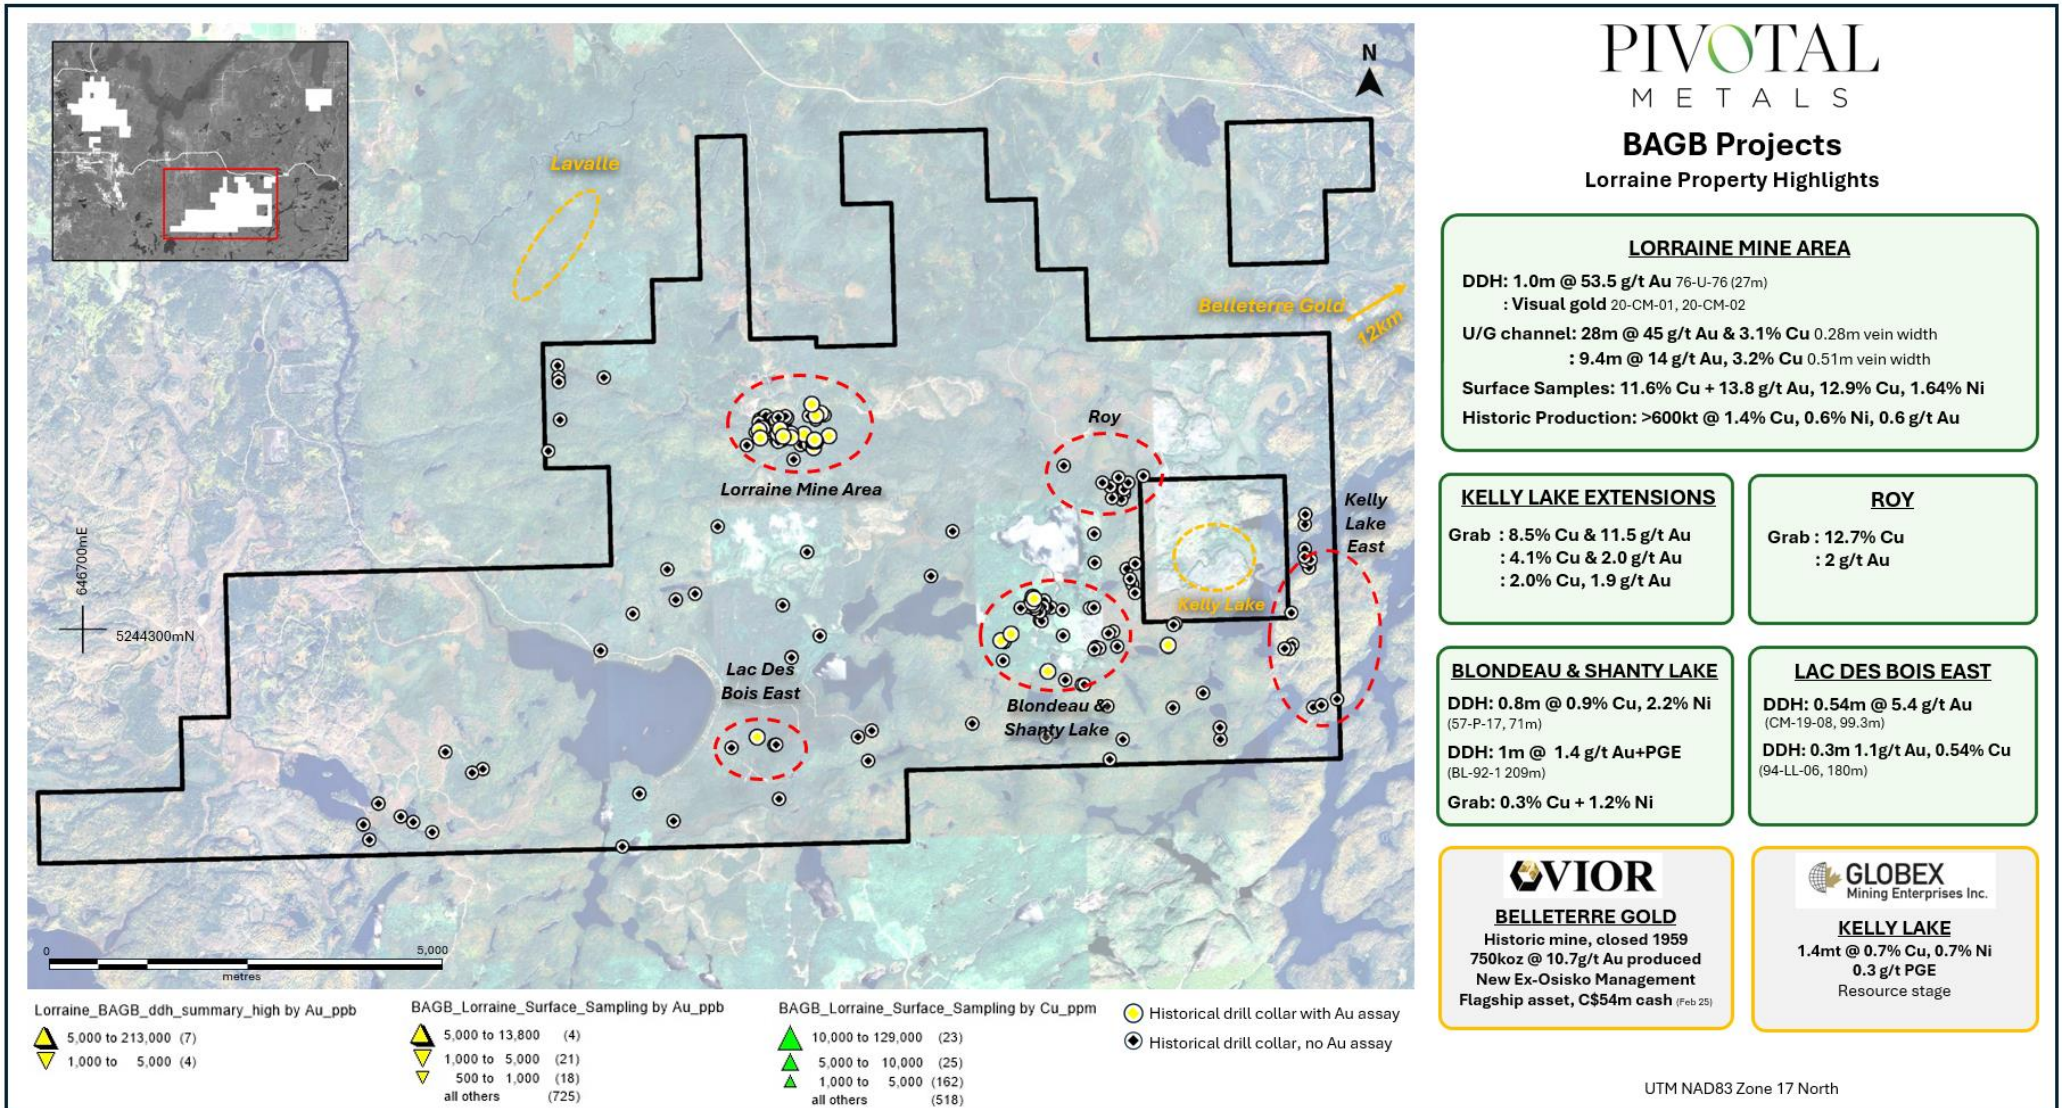 N
Lavalle
Belleterre Gold
12km
Roy
Lorraine Mine Area
Kelly
Lake
East
Kelly Lake
646700mE
5244300mN
Lac Des
Bois East
Blondeau &
Shanty Lake
0 5,000
metres
PIVOTAL
METALS
BAGB Projects
Lorraine Property Highlights
LORRAINE MINE AREA
DDH: 1.0m @ 53.5 g/t Au 76-U-76 (27m)
: Visual gold 20-CM-01, 20-CM-02
U/G channel: 28m @ 45 g/t Au & 3.1% Cu 0.28m vein width
: 9.4m @ 14 g/t Au, 3.2% Cu 0.51m vein width
Surface Samples: 11.6% Cu + 13.8 g/t Au, 12.9% Cu, 1.64% Ni
Historic Production: >600kt @ 1.4% Cu, 0.6% Ni, 0.6 g/t Au
KELLY LAKE EXTENSIONS
Grab : 8.5% Cu & 11.5 g/t Au
: 4.1% Cu & 2.0 g/t Au
: 2.0% Cu, 1.9 g/t Au
ROY
Grab : 12.7% Cu
: 2 g/t Au
BLONDEAU & SHANTY LAKE
DDH: 0.8m @ 0.9% Cu, 2.2% Ni
(57-P-17, 71m)
DDH: 1m @ 1.4 g/t Au+PGE
(BL-92-1 209m)
Grab: 0.3% Cu + 1.2% Ni
LAC DES BOIS EAST
DDH: 0.54m @ 5.4 g/t Au
(CM-19-08, 99.3m)
DDH: 0.3m 1.1g/t Au, 0.54% Cu
(94-LL-06, 180m)
VIOR
BELLETERRE GOLD
Historic mine, closed 1959
750koz @ 10.7g/t Au produced
New Ex-Osisko Management
Flagship asset, C$54m cash (Feb 25)
GLOBEX
Mining Enterprises Inc.
KELLY LAKE
1.4mt @ 0.7% Cu, 0.7% Ni
0.3 g/t PGE
Resource stage
Lorraine_BAGB_ddh_summary_high by Au_ppb
5,000 to 213,000 (7)
1,000 to 5,000 (4)
BAGB_Lorraine_Surface_Sampling by Au_ppb
5,000 to 13,800 (4)
1,000 to 5,000 (21)
500 to 1,000 (18)
all others (725)
BAGB_Lorraine_Surface_Sampling by Cu_ppm
10,000 to 129,000 (23)
5,000 to 10,000 (25)
1,000 to 5,000 (162)
all others (518)
Historical drill collar with Au assay
Historical drill collar, no Au assay
UTM NAD83 Zone 17 North